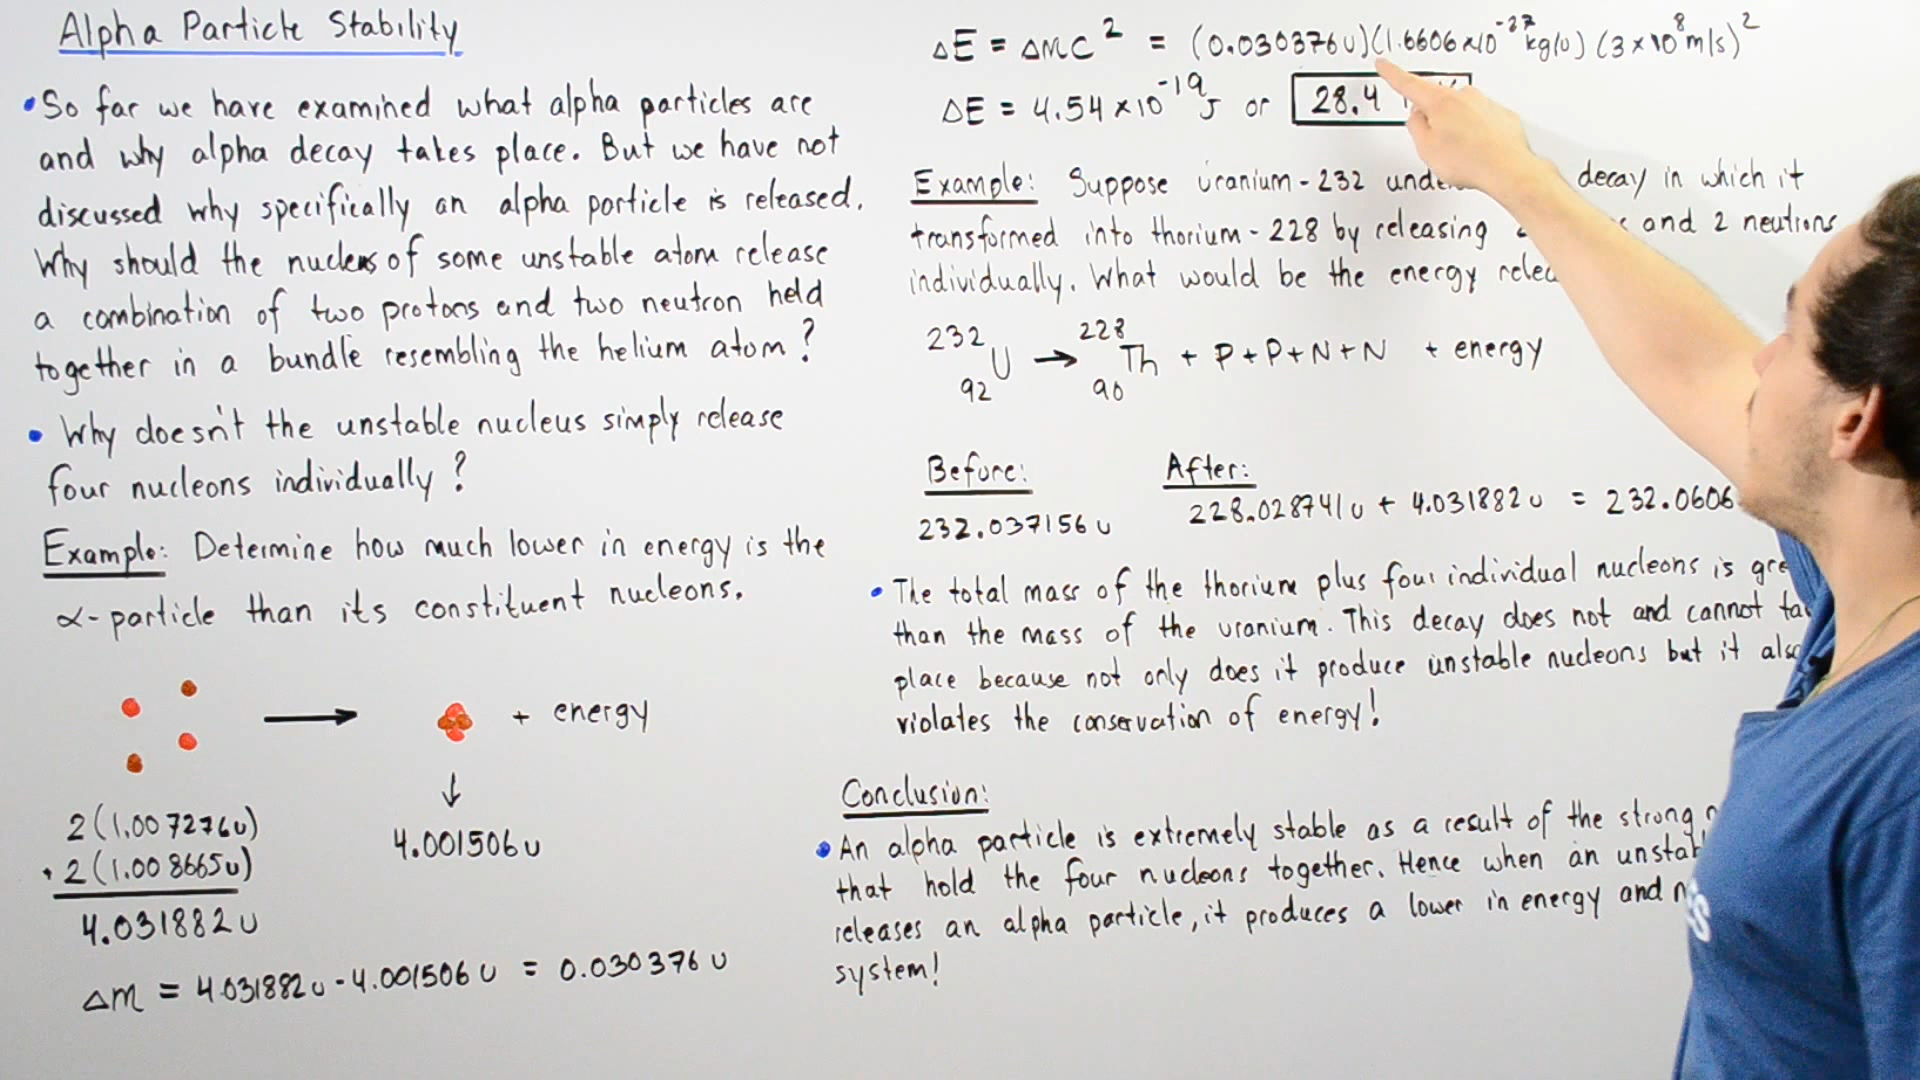 Alpha Particle Stability
• So far we have examined what alpha particles are
and why alpha decay takes place. But we have not
discussed why specifically an alpha particle is released.
Why should the nucleus of some unstable atom release
a combination of two protons and two neutron held
together in a bundle resembling the helium atom?
• Why doesn't the unstable nucleus simply release
four nucleons individually?
Example: Determine how much lower in energy is the
α-particle than its constituent nucleons.
+ energy
2(1.007276u)
+ 2(1.008665u)
4.031882u
4.001506u
Δm = 4.031882u - 4.001506u = 0.030376u
ΔE = Δmc² = (0.030376u)(1.6606×10⁻²⁷kg/u)(3×10⁸m/s)²
ΔE = 4.54×10⁻¹⁹J or 28.4
Example: Suppose Uranium-232 decay in which it
transformed into thorium-228 by releasing and 2 neutrons
individually. What would be the energy
²³²₉₂U → ²²⁸₉₀Th + P+P+N+N + energy
Before: After:
232.037156u 228.028741u + 4.031882u = 232.0606
• The total mass of the thorium plus four individual nucleons is
than the mass of the uranium. This decay does not and cannot
place because not only does it produce unstable nucleons but it also
violates the conservation of energy!
Conclusion:
• An alpha particle is extremely stable as a result of the strong
that hold the four nucleons together. Hence when an
releases an alpha particle, it produces a lower in energy and
system!